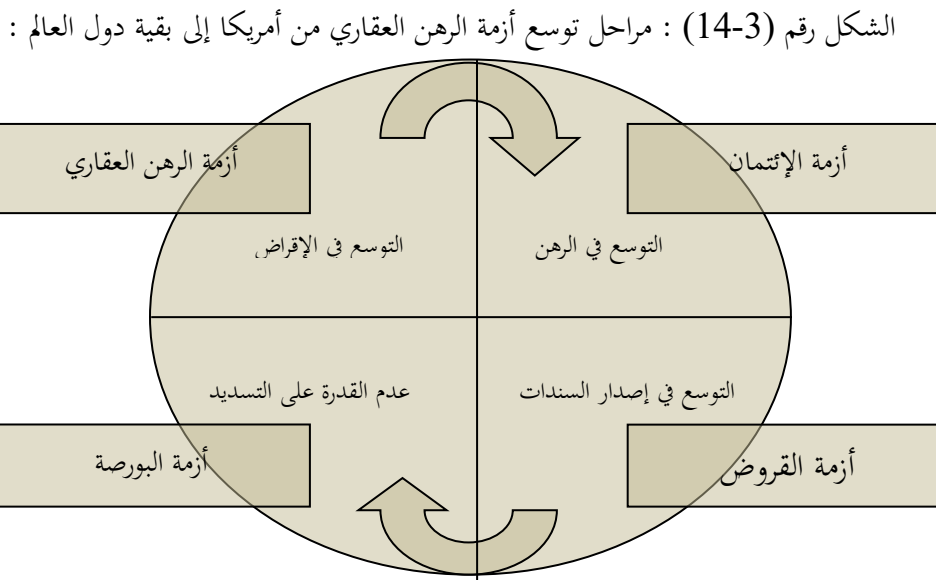 الشكل رقم (3-14) : مراحل توسع أزمة الرهن العقاري من أمريكا إلى بقية دول العالم :
أزمة الإئتمان
أزمة الرهن العقاري
التوسع في الرهن
التوسع في الإقراض
التوسع في إصدار السندات
عدم القدرة على التسديد
أزمة القروض
أزمة البورصة